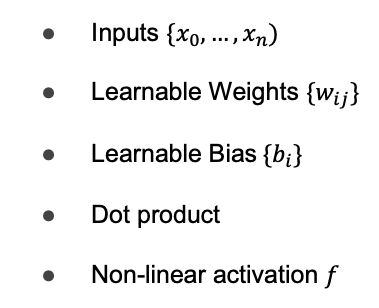 • Inputs {x₀, ... , xₙ)
• Learnable Weights {wᵢⱼ}
• Learnable Bias {bᵢ}
• Dot product
• Non-linear activation f